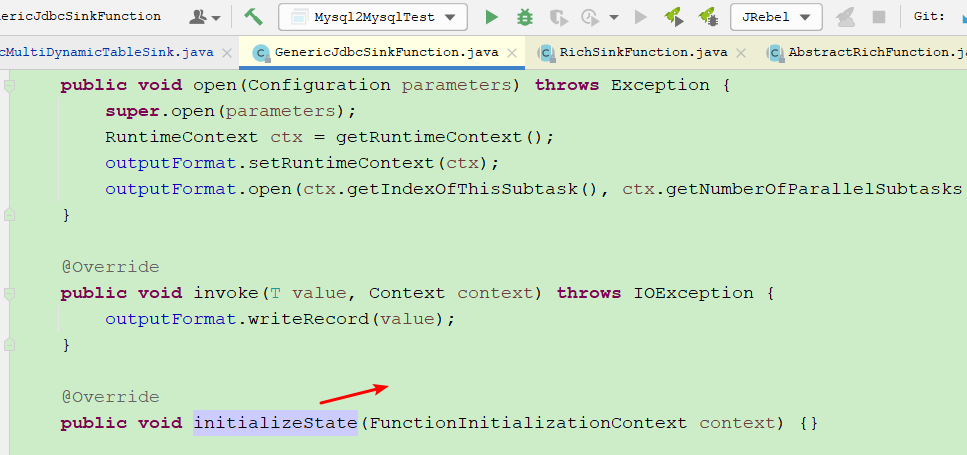 ericJdbcSinkFunction Mysql2MysqlTest JRebel Git:
cMultiDynamicTableSink.java GenericJdbcSinkFunction.java RichSinkFunction.java AbstractRichFunction.ja
public void open(Configuration parameters) throws Exception {
super.open(parameters);
RuntimeContext ctx = getRuntimeContext();
outputFormat.setRuntimeContext(ctx);
outputFormat.open(ctx.getIndexOfThisSubtask(), ctx.getNumberOfParallelSubtasks
}
@Override
public void invoke(T value, Context context) throws IOException {
outputFormat.writeRecord(value);
}
@Override
public void initializeState(FunctionInitializationContext context) {}